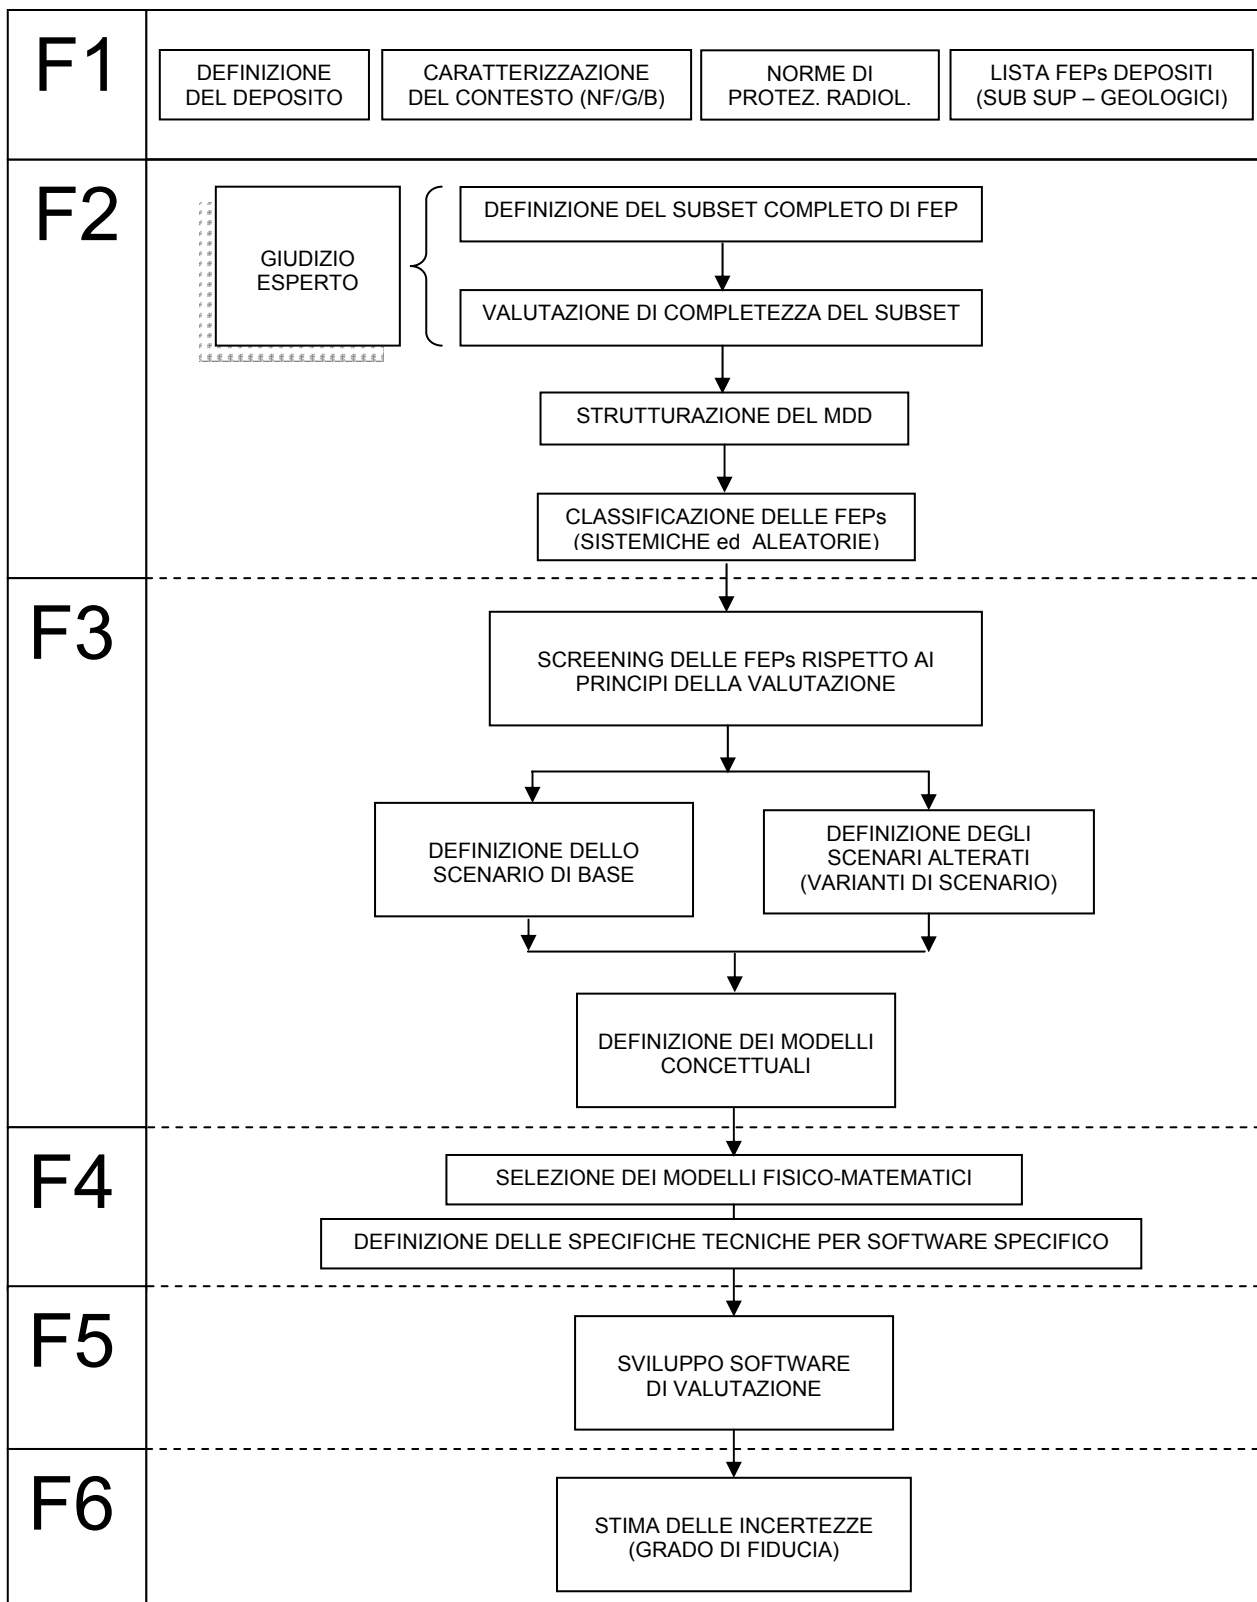 F1
DEFINIZIONE
DEL DEPOSITO
CARATTERIZZAZIONE
DEL CONTESTO (NF/G/B)
NORME DI
PROTEZ. RADIOL.
LISTA FEPs DEPOSITI
(SUB SUP – GEOLOGICI)
F2
GIUDIZIO
ESPERTO
DEFINIZIONE DEL SUBSET COMPLETO DI FEP
VALUTAZIONE DI COMPLETEZZA DEL SUBSET
STRUTTURAZIONE DEL MDD
CLASSIFICAZIONE DELLE FEPs
(SISTEMICHE ed ALEATORIE)
F3
SCREENING DELLE FEPs RISPETTO AI
PRINCIPI DELLA VALUTAZIONE
DEFINIZIONE DELLO
SCENARIO DI BASE
DEFINIZIONE DEGLI
SCENARI ALTERATI
(VARIANTI DI SCENARIO)
DEFINIZIONE DEI MODELLI
CONCETTUALI
F4
SELEZIONE DEI MODELLI FISICO-MATEMATICI
DEFINIZIONE DELLE SPECIFICHE TECNICHE PER SOFTWARE SPECIFICO
F5
SVILUPPO SOFTWARE
DI VALUTAZIONE
F6
STIMA DELLE INCERTEZZE
(GRADO DI FIDUCIA)